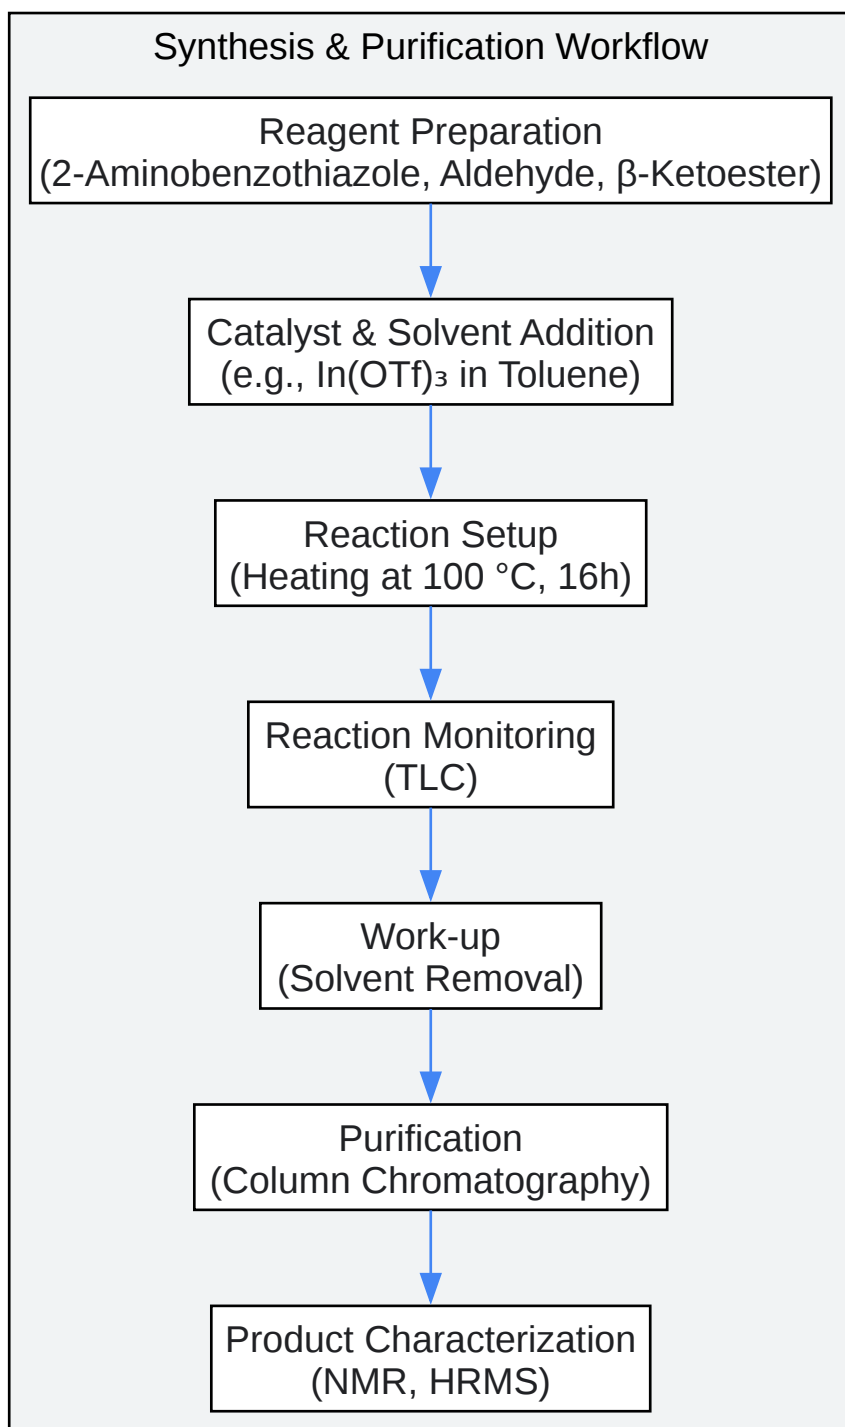 Synthesis & Purification Workflow
Reagent Preparation
(2-Aminobenzothiazole, Aldehyde, β-Ketoester)
Catalyst & Solvent Addition
(e.g., In(OTf)₃ in Toluene)
Reaction Setup
(Heating at 100 °C, 16h)
Reaction Monitoring
(TLC)
Work-up
(Solvent Removal)
Purification
(Column Chromatography)
Product Characterization
(NMR, HRMS)